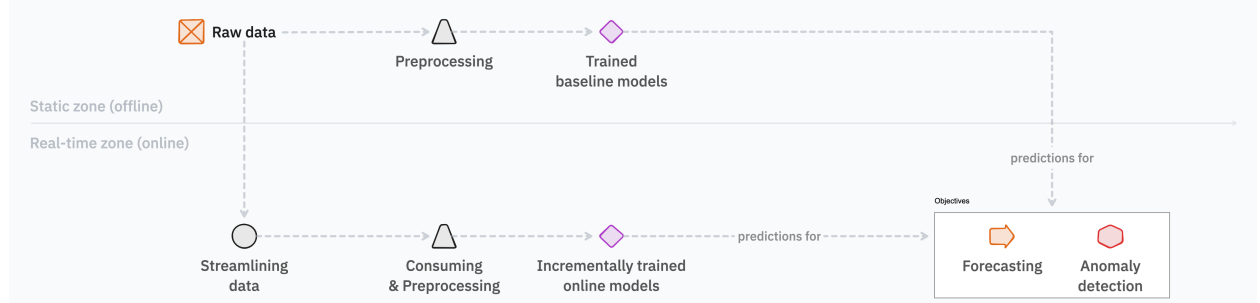 Raw data
Preprocessing
Trained
baseline models
Static zone (offline)
Real-time zone (online)
predictions for
Objectives
predictions for
Streamlining
data
Consuming
& Preprocessing
Incrementally trained
online models
Forecasting
Anomaly
detection